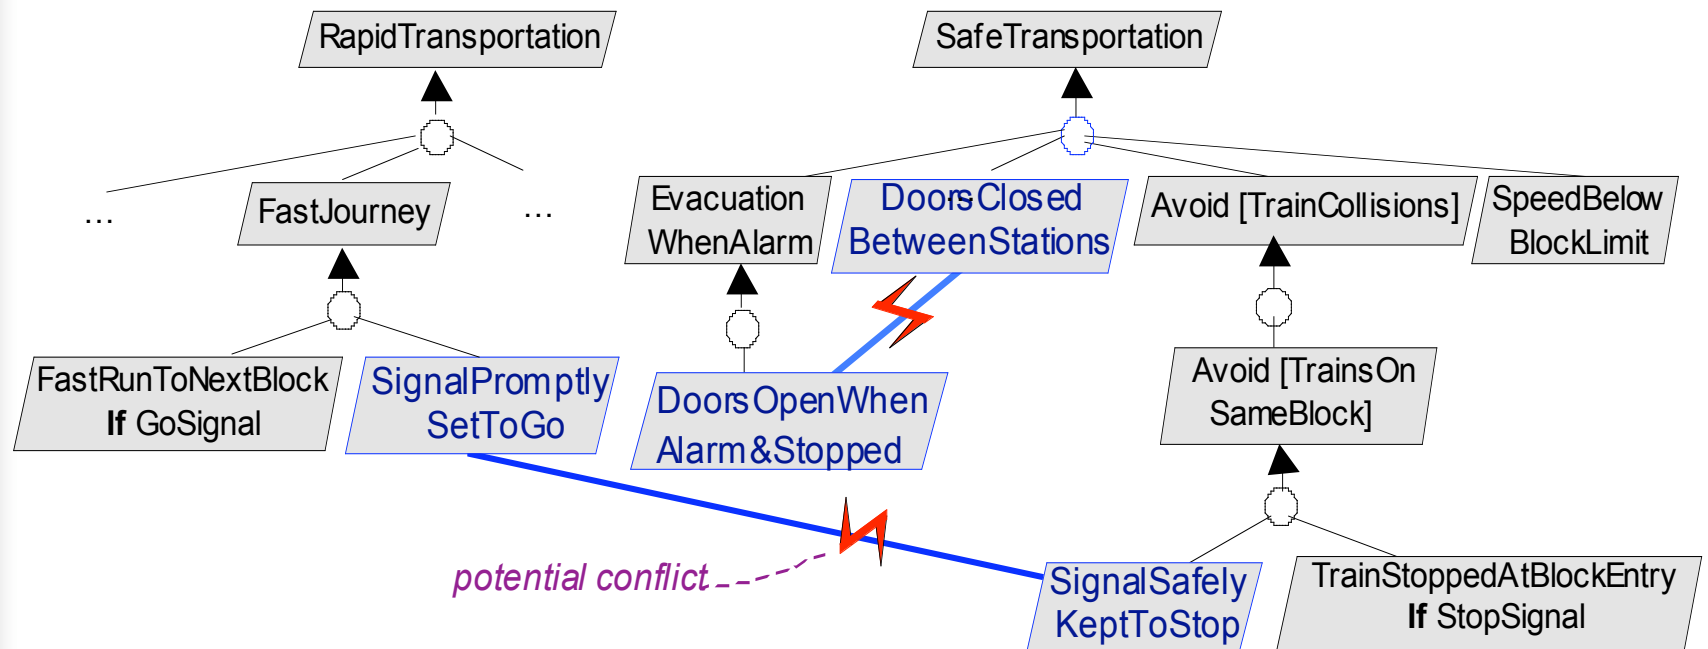 RapidTransportation
SafeTransportation
...
FastJourney
...
Evacuation
WhenAlarm
DoorsClosed
BetweenStations
Avoid [TrainCollisions]
SpeedBelow
BlockLimit
FastRunToNextBlock
If GoSignal
SignalPromptly
SetToGo
DoorsOpenWhen
Alarm&Stopped
Avoid [TrainsOn
SameBlock]
potential conflict
SignalSafely
KeptToStop
TrainStoppedAtBlockEntry
If StopSignal